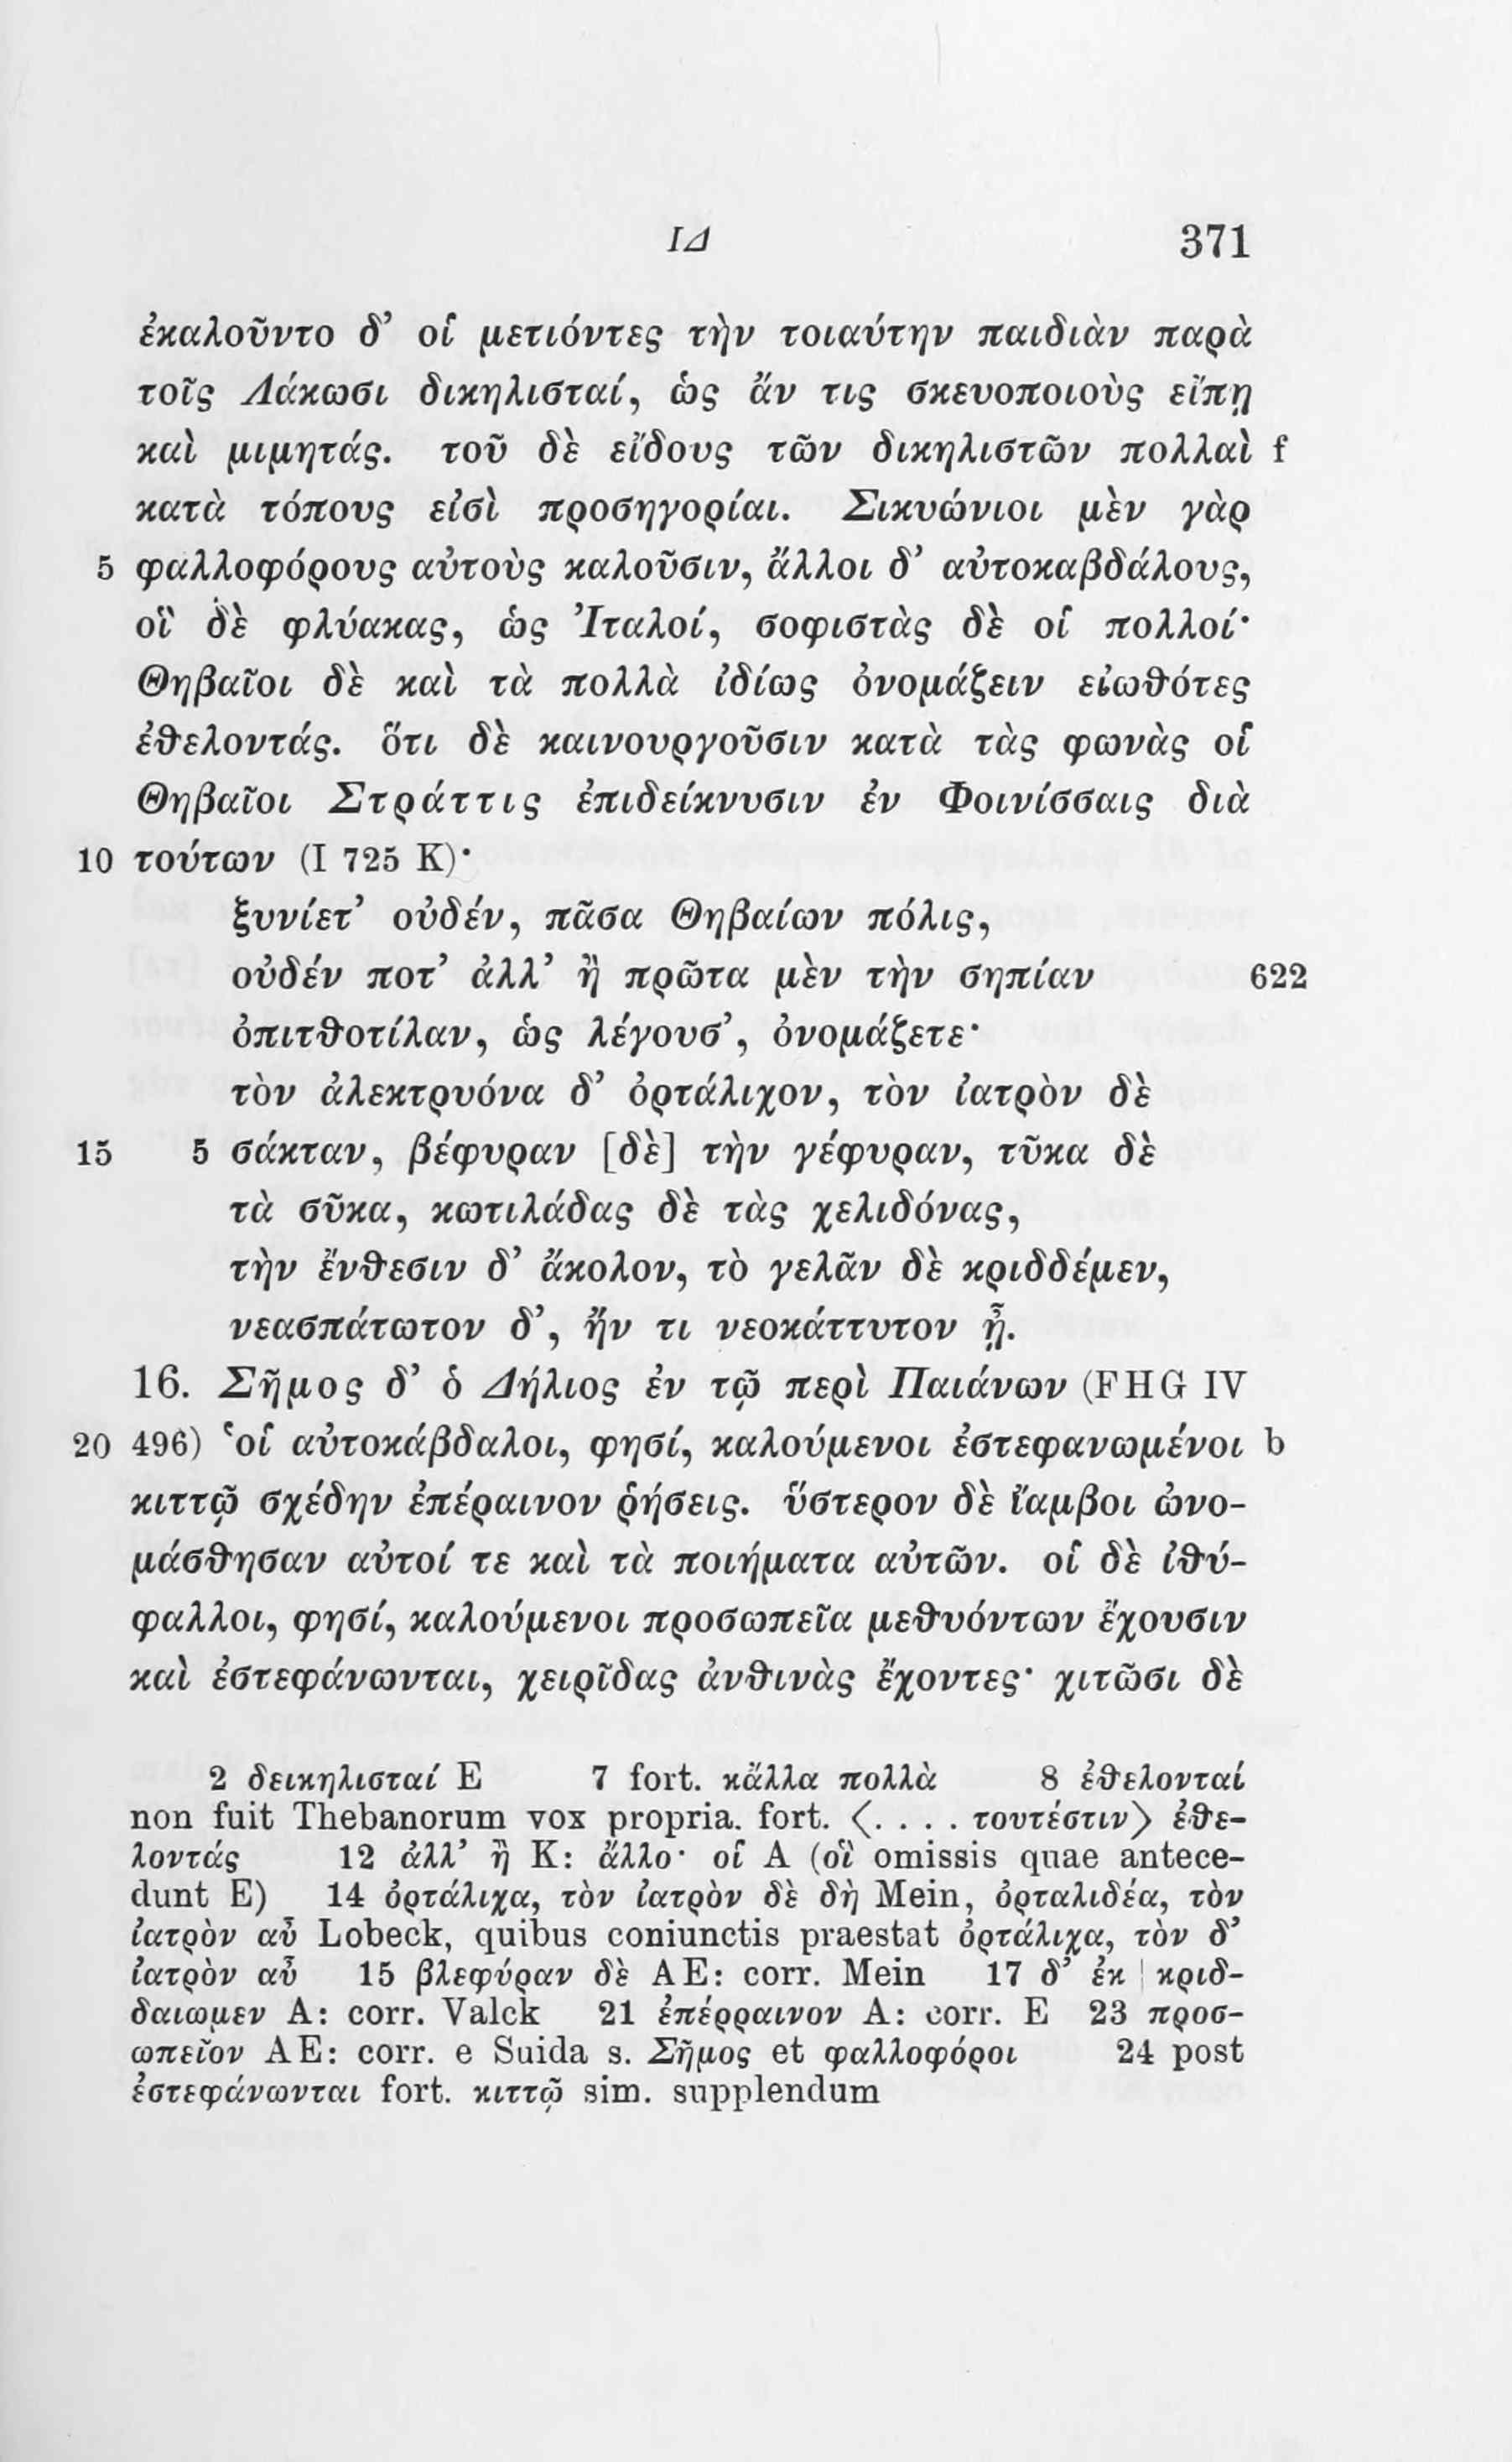 ΙΔ 371
ἐκαλοῦντο δ’ οἱ μετιόντες τὴν τοιαύτην παιδιὰν παρὰ
τοῖς Λάκωσι δικηλισταί, ὡς ἄν τις σκευοποιοὺς εἴπῃ
καὶ μιμητάς. τοῦ δὲ εἴδους τῶν δικηλιστῶν πολλαὶ f
κατὰ τόπους εἰσὶ προσηγορίαι. Σικυώνιοι μὲν γὰρ
5 φαλλοφόρους αὐτοὺς καλοῦσιν, ἄλλοι δ’ αὐτοκαβδάλους,
οἳ δὲ φλύακας, ὡς Ἰταλοί, σοφιστὰς δὲ οἱ πολλοί·
Θηβαῖοι δὲ καὶ τὰ πολλὰ ἰδίως ὀνομάζειν εἰωθότες
ἐθελοντάς. ὅτι δὲ καινουργοῦσιν κατὰ τὰς φωνὰς οἱ
Θηβαῖοι Στράττις ἐπιδείκνυσιν ἐν Φοινίσσαις διὰ
10 τούτων (I 725 K)·
ξυνίετ’ οὐδέν, πᾶσα Θηβαίων πόλις,
οὐδέν ποτ’ ἀλλ’ ἢ πρῶτα μὲν τὴν σηπίαν 622
ὀπιτθοτίλαν, ὡς λέγουσ’, ὀνομάζετε·
τὸν ἀλεκτρυόνα δ’ ὀρτάλιχον, τὸν ἰατρὸν δὲ
15 5 σάκταν, βέφυραν [δὲ] τὴν γέφυραν, τῦκα δὲ
τὰ σῦκα, κωτιλάδας δὲ τὰς χελιδόνας,
τὴν ἔνθεσιν δ’ ἄκολον, τὸ γελᾶν δὲ κριδδέμεν,
νεασπάτωτον δ’, ἤν τι νεοκάττυτον ᾖ.
16. Σῆμος δ’ ὁ Δήλιος ἐν τῷ περὶ Παιάνων (FHG IV
20 496) ‘οἱ αὐτοκάβδαλοι, φησί, καλούμενοι ἐστεφανωμένοι b
κιττῷ σχέδην ἐπέραινον ῥήσεις. ὕστερον δὲ ἴαμβοι ὠνο-
μάσθησαν αὐτοί τε καὶ τὰ ποιήματα αὐτῶν. οἱ δὲ ἰθύ-
φαλλοι, φησί, καλούμενοι προσωπεῖα μεθυόντων ἔχουσιν
καὶ ἐστεφάνωνται, χειρῖδας ἀνθινὰς ἔχοντες· χιτῶσι δὲ
2 δεικηλισταί E 7 fort. κἄλλα πολλὰ 8 ἐθελονταί
non fuit Thebanorum vox propria. fort. 〈. . . . τουτέστιν〉 ἐθε-
λοντάς 12 ἀλλ’ ἢ K: ἄλλο· οἱ A (οἳ omissis quae antece-
dunt E) 14 ὀρτάλιχα, τὸν ἰατρὸν δὲ δὴ Mein, ὀρταλιδέα, τὸν
ἰατρὸν αὖ Lobeck, quibus coniunctis praestat ὀρτάλιχα, τὸν δ’
ἰατρὸν αὖ 15 βλεφύραν δὲ AE: corr. Mein 17 δ’ ἐκ | κριδ-
δαιωμεν A: corr. Valck 21 ἐπέρραινον A: corr. E 23 προσ-
ωπεῖον AE: corr. e Suida s. Σῆμος et φαλλοφόροι 24 post
ἐστεφάνωνται fort. κιττῷ sim. supplendum